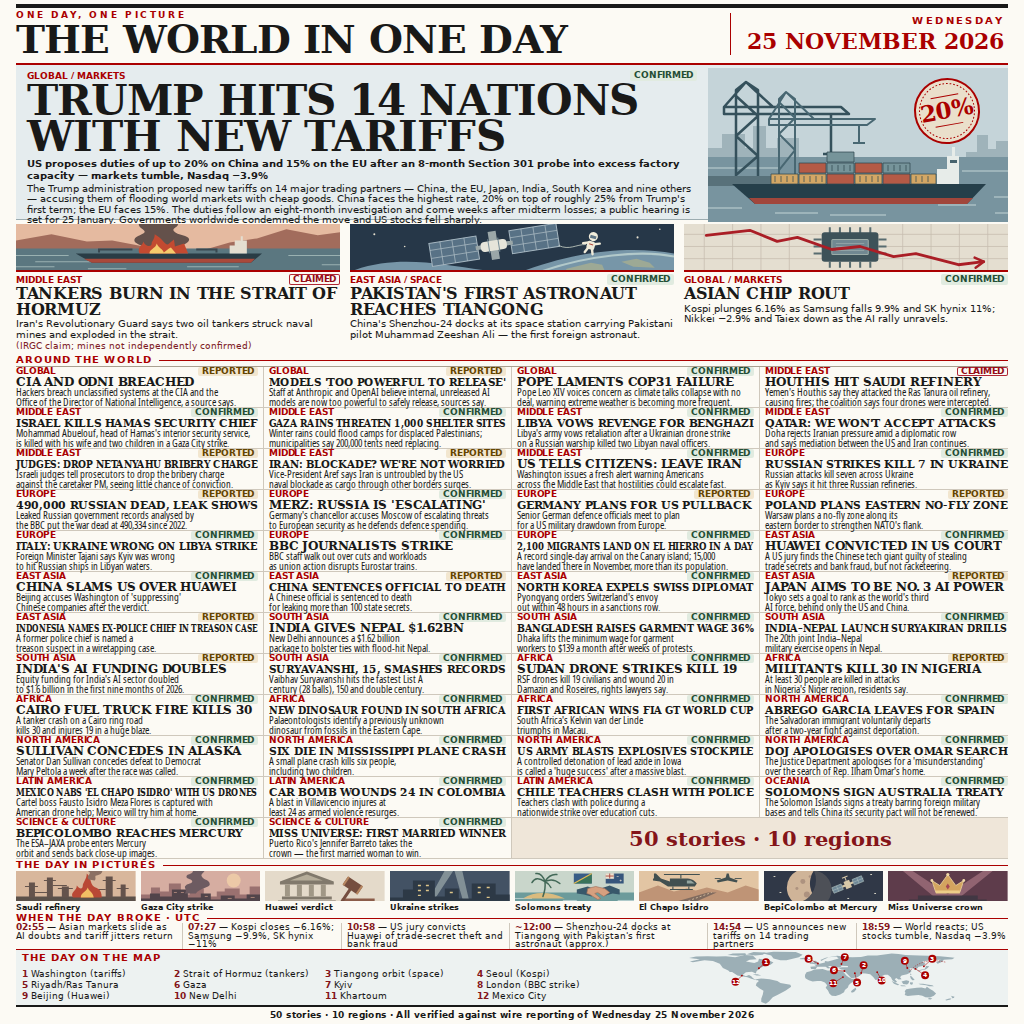 ONE DAY, ONE PICTURE
THE WORLD IN ONE DAY
WEDNESDAY
25 NOVEMBER 2026
GLOBAL / MARKETS
CONFIRMED
TRUMP HITS 14 NATIONS
WITH NEW TARIFFS
US proposes duties of up to 20% on China and 15% on the EU after an 8-month Section 301 probe into excess factory
capacity — markets tumble, Nasdaq −3.9%
The Trump administration proposed new tariffs on 14 major trading partners — China, the EU, Japan, India, South Korea and nine others
— accusing them of flooding world markets with cheap goods. China faces the highest rate, 20% on top of roughly 25% from Trump's
first term; the EU faces 15%. The duties follow an eight-month investigation and come weeks after midterm losses; a public hearing is
set for 25 January. Governments worldwide condemned the move and US stocks fell sharply.
20%
MIDDLE EAST
CLAIMED
TANKERS BURN IN THE STRAIT OF
HORMUZ
Iran's Revolutionary Guard says two oil tankers struck naval
mines and exploded in the strait.
(IRGC claim; mines not independently confirmed)
EAST ASIA / SPACE
CONFIRMED
PAKISTAN'S FIRST ASTRONAUT
REACHES TIANGONG
China's Shenzhou-24 docks at its space station carrying Pakistani
pilot Muhammad Zeeshan Ali — the first foreign astronaut.
GLOBAL / MARKETS
CONFIRMED
ASIAN CHIP ROUT
Kospi plunges 6.16% as Samsung falls 9.9% and SK hynix 11%;
Nikkei −2.9% and Taiex down as the AI rally unravels.
AROUND THE WORLD
GLOBAL
REPORTED
CIA AND ODNI BREACHED
Hackers breach unclassified systems at the CIA and the
Office of the Director of National Intelligence, a source says.
GLOBAL
REPORTED
MODELS 'TOO POWERFUL TO RELEASE'
Staff at Anthropic and OpenAI believe internal, unreleased AI
models are now too powerful to safely release, sources say.
GLOBAL
CONFIRMED
POPE LAMENTS COP31 FAILURE
Pope Leo XIV voices concern as climate talks collapse with no
deal, warning extreme weather is becoming more frequent.
MIDDLE EAST
CLAIMED
HOUTHIS HIT SAUDI REFINERY
Yemen's Houthis say they attacked the Ras Tanura oil refinery,
causing fires; the coalition says four drones were intercepted.
MIDDLE EAST
CONFIRMED
ISRAEL KILLS HAMAS SECURITY CHIEF
Mohammad Abuelouf, head of Hamas's interior security service,
is killed with his wife and two children in a Gaza City strike.
MIDDLE EAST
CONFIRMED
GAZA RAINS THREATEN 1,000 SHELTER SITES
Winter rains could flood camps for displaced Palestinians;
municipalities say 200,000 tents need replacing.
MIDDLE EAST
CONFIRMED
LIBYA VOWS REVENGE FOR BENGHAZI
Libya's army vows retaliation after a Ukrainian drone strike
on a Russian warship killed two Libyan naval officers.
MIDDLE EAST
CONFIRMED
QATAR: WE WON'T ACCEPT ATTACKS
Doha rejects Iranian pressure amid a diplomatic row
and says mediation between the US and Iran continues.
MIDDLE EAST
REPORTED
JUDGES: DROP NETANYAHU BRIBERY CHARGE
Israeli judges tell prosecutors to drop the bribery charge
against the caretaker PM, seeing little chance of conviction.
MIDDLE EAST
REPORTED
IRAN: BLOCKADE? WE'RE NOT WORRIED
Vice-President Aref says Iran is untroubled by the US
naval blockade as cargo through other borders surges.
MIDDLE EAST
CONFIRMED
US TELLS CITIZENS: LEAVE IRAN
Washington issues a fresh alert warning Americans
across the Middle East that hostilities could escalate fast.
EUROPE
CONFIRMED
RUSSIAN STRIKES KILL 7 IN UKRAINE
Russian attacks kill seven across Ukraine
as Kyiv says it hit three Russian refineries.
EUROPE
REPORTED
490,000 RUSSIAN DEAD, LEAK SHOWS
Leaked Russian government records analysed by
the BBC put the war dead at 490,334 since 2022.
EUROPE
CONFIRMED
MERZ: RUSSIA IS 'ESCALATING'
Germany's chancellor accuses Moscow of escalating threats
to European security as he defends defence spending.
EUROPE
REPORTED
GERMANY PLANS FOR US PULLBACK
Senior German defence officials meet to plan
for a US military drawdown from Europe.
EUROPE
REPORTED
POLAND PLANS EASTERN NO-FLY ZONE
Warsaw plans a no-fly zone along its
eastern border to strengthen NATO's flank.
EUROPE
CONFIRMED
ITALY: UKRAINE WRONG ON LIBYA STRIKE
Foreign Minister Tajani says Kyiv was wrong
to hit Russian ships in Libyan waters.
EUROPE
CONFIRMED
BBC JOURNALISTS STRIKE
BBC staff walk out over cuts and workloads
as union action disrupts Eurostar trains.
EUROPE
CONFIRMED
2,100 MIGRANTS LAND ON EL HIERRO IN A DAY
A record single-day arrival on the Canary island; 15,000
have landed there in November, more than its population.
EAST ASIA
CONFIRMED
HUAWEI CONVICTED IN US COURT
A US jury finds the Chinese tech giant guilty of stealing
trade secrets and bank fraud, but not racketeering.
EAST ASIA
CONFIRMED
CHINA SLAMS US OVER HUAWEI
Beijing accuses Washington of 'suppressing'
Chinese companies after the verdict.
EAST ASIA
REPORTED
CHINA SENTENCES OFFICIAL TO DEATH
A Chinese official is sentenced to death
for leaking more than 100 state secrets.
EAST ASIA
CONFIRMED
NORTH KOREA EXPELS SWISS DIPLOMAT
Pyongyang orders Switzerland's envoy
out within 48 hours in a sanctions row.
EAST ASIA
REPORTED
JAPAN AIMS TO BE NO. 3 AI POWER
Tokyo sets a goal to rank as the world's third
AI force, behind only the US and China.
EAST ASIA
REPORTED
INDONESIA NAMES EX-POLICE CHIEF IN TREASON CASE
A former police chief is named a
treason suspect in a wiretapping case.
SOUTH ASIA
CONFIRMED
INDIA GIVES NEPAL $1.62BN
New Delhi announces a $1.62 billion
package to bolster ties with flood-hit Nepal.
SOUTH ASIA
CONFIRMED
BANGLADESH RAISES GARMENT WAGE 36%
Dhaka lifts the minimum wage for garment
workers to $139 a month after weeks of protests.
SOUTH ASIA
CONFIRMED
INDIA–NEPAL LAUNCH SURYAKIRAN DRILLS
The 20th joint India–Nepal
military exercise opens in Nepal.
SOUTH ASIA
REPORTED
INDIA'S AI FUNDING DOUBLES
Equity funding for India's AI sector doubled
to $1.6 billion in the first nine months of 2026.
SOUTH ASIA
CONFIRMED
SURYAVANSHI, 15, SMASHES RECORDS
Vaibhav Suryavanshi hits the fastest List A
century (28 balls), 150 and double century.
AFRICA
CONFIRMED
SUDAN DRONE STRIKES KILL 19
RSF drones kill 19 civilians and wound 20 in
Damazin and Roseires, rights lawyers say.
AFRICA
REPORTED
MILITANTS KILL 30 IN NIGERIA
At least 30 people are killed in attacks
in Nigeria's Niger region, residents say.
AFRICA
CONFIRMED
CAIRO FUEL TRUCK FIRE KILLS 30
A tanker crash on a Cairo ring road
kills 30 and injures 19 in a huge blaze.
AFRICA
CONFIRMED
NEW DINOSAUR FOUND IN SOUTH AFRICA
Palaeontologists identify a previously unknown
dinosaur from fossils in the Eastern Cape.
AFRICA
CONFIRMED
FIRST AFRICAN WINS FIA GT WORLD CUP
South Africa's Kelvin van der Linde
triumphs in Macau.
NORTH AMERICA
CONFIRMED
ABREGO GARCIA LEAVES FOR SPAIN
The Salvadoran immigrant voluntarily departs
after a two-year fight against deportation.
NORTH AMERICA
CONFIRMED
SULLIVAN CONCEDES IN ALASKA
Senator Dan Sullivan concedes defeat to Democrat
Mary Peltola a week after the race was called.
NORTH AMERICA
CONFIRMED
SIX DIE IN MISSISSIPPI PLANE CRASH
A small plane crash kills six people,
including two children.
NORTH AMERICA
CONFIRMED
US ARMY BLASTS EXPLOSIVES STOCKPILE
A controlled detonation of lead azide in Iowa
is called a 'huge success' after a massive blast.
NORTH AMERICA
CONFIRMED
DOJ APOLOGISES OVER OMAR SEARCH
The Justice Department apologises for a 'misunderstanding'
over the search of Rep. Ilham Omar's home.
LATIN AMERICA
CONFIRMED
MEXICO NABS 'EL CHAPO ISIDRO' WITH US DRONES
Cartel boss Fausto Isidro Meza Flores is captured with
American drone help; Mexico will try him at home.
LATIN AMERICA
CONFIRMED
CAR BOMB WOUNDS 24 IN COLOMBIA
A blast in Villavicencio injures at
least 24 as armed violence resurges.
LATIN AMERICA
CONFIRMED
CHILE TEACHERS CLASH WITH POLICE
Teachers clash with police during a
nationwide strike over education cuts.
OCEANIA
CONFIRMED
SOLOMONS SIGN AUSTRALIA TREATY
The Solomon Islands signs a treaty barring foreign military
bases and tells China its security pact will not be renewed.
SCIENCE & CULTURE
CONFIRMED
BEPICOLOMBO REACHES MERCURY
The ESA–JAXA probe enters Mercury
orbit and sends back close-up images.
SCIENCE & CULTURE
CONFIRMED
MISS UNIVERSE: FIRST MARRIED WINNER
Puerto Rico's Jennifer Barreto takes the
crown — the first married woman to win.
50 stories · 10 regions
THE DAY IN PICTURES
Saudi refinery
Gaza City strike
Huawei verdict
Ukraine strikes
Solomons treaty
El Chapo Isidro
BepiColombo at Mercury
Miss Universe crown
WHEN THE DAY BROKE · UTC
02:55 — Asian markets slide as
AI doubts and tariff jitters return
07:27 — Kospi closes −6.16%;
Samsung −9.9%, SK hynix
−11%
10:58 — US jury convicts
Huawei of trade-secret theft and
bank fraud
~12:00 — Shenzhou-24 docks at
Tiangong with Pakistan's first
astronaut (approx.)
14:54 — US announces new
tariffs on 14 trading
partners
18:59 — World reacts; US
stocks tumble, Nasdaq −3.9%
THE DAY ON THE MAP
1 Washington (tariffs)
2 Strait of Hormuz (tankers)
3 Tiangong orbit (space)
4 Seoul (Kospi)
5 Riyadh/Ras Tanura
6 Gaza
7 Kyiv
8 London (BBC strike)
9 Beijing (Huawei)
10 New Delhi
11 Khartoum
12 Mexico City
50 stories · 10 regions · All verified against wire reporting of Wednesday 25 November 2026